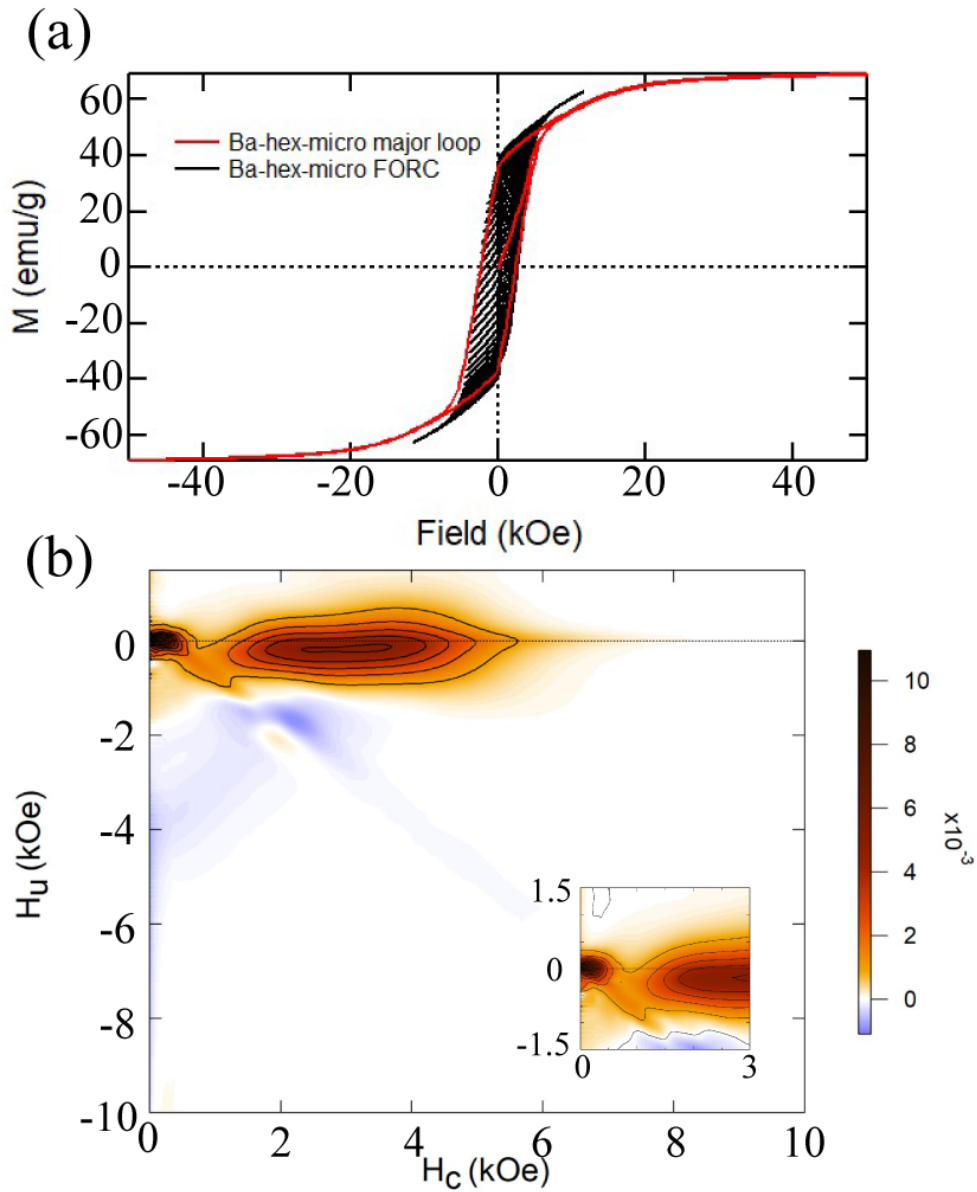 (a)
60
40
20
0
-20
-40
-60
M (emu/g)
Ba-hex-micro major loop
Ba-hex-micro FORC
-40 -20 0 20 40
Field (kOe)
(b)
0
-2
-4
-6
-8
-10
Hu (kOe)
0 2 4 6 8 10
Hc (kOe)
1.5
0
-1.5
0 3
10
8
6
4
2
0
x10-3